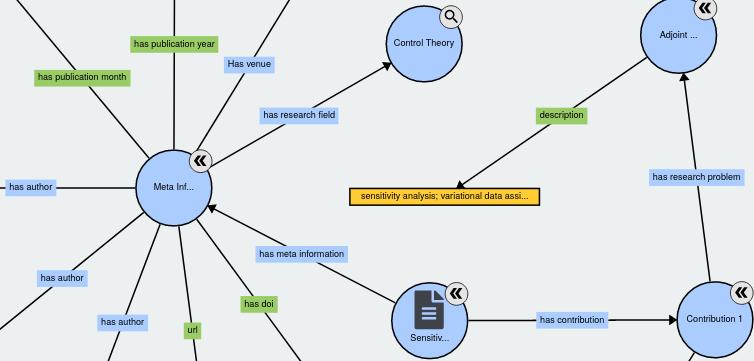 Adjoint ...
Control Theory
has publication year
Has venue
has publication month
has research field
description
has research problem
Meta Inf...
has author
sensitivity analysis; variational data assi...
has meta information
has author
has doi
has author
url
Sensitiv...
has contribution
Contribution 1